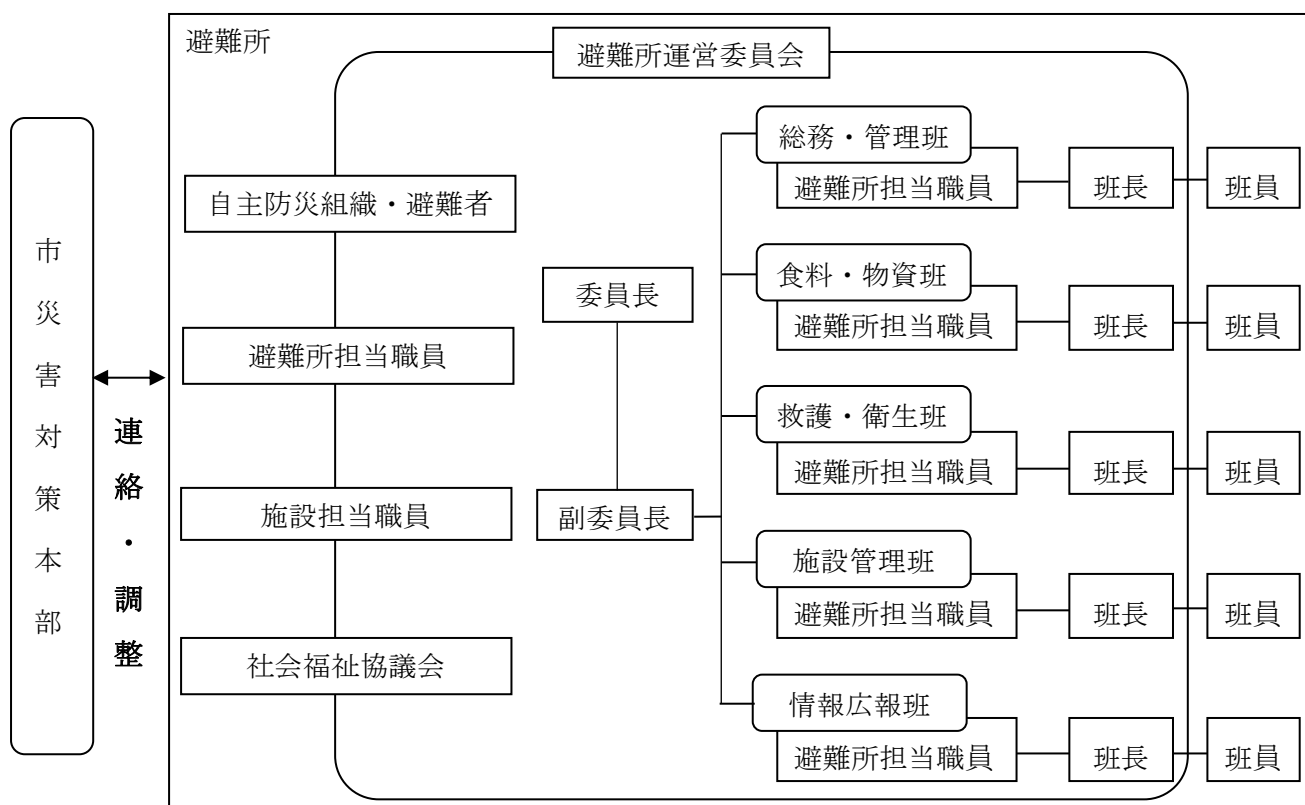 避難所
避難所運営委員会
市災害対策本部
連絡・調整
自主防災組織・避難者
避難所担当職員
施設担当職員
社会福祉協議会
委員長
副委員長
総務・管理班
避難所担当職員
班長
班員
食料・物資班
避難所担当職員
班長
班員
救護・衛生班
避難所担当職員
班長
班員
施設管理班
避難所担当職員
班長
班員
情報広報班
避難所担当職員
班長
班員